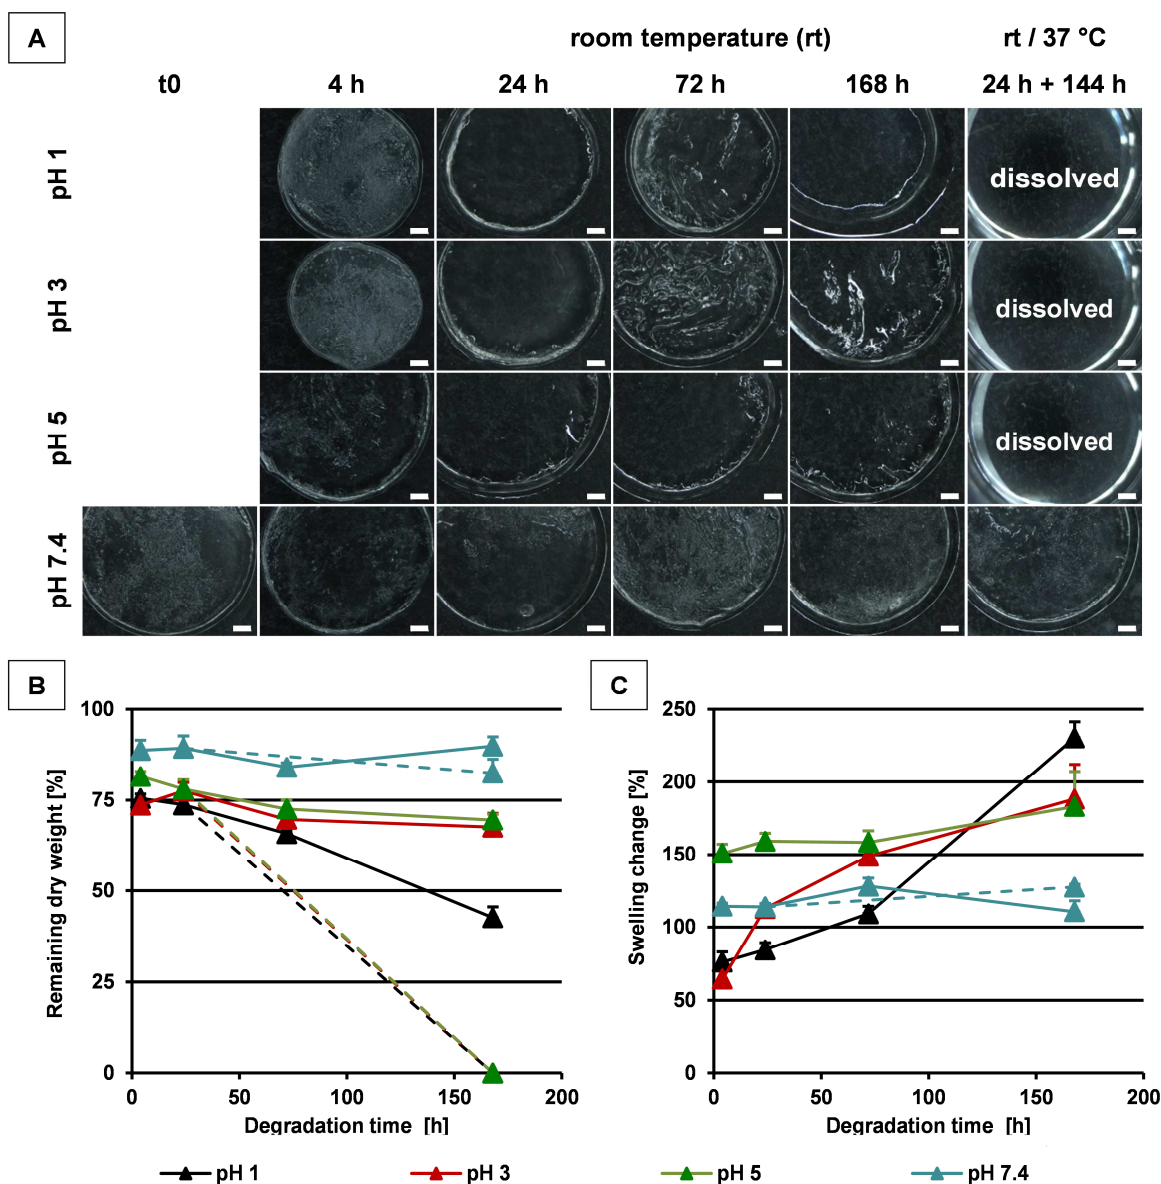 A
room temperature (rt)
rt / 37 °C
t0
4 h
24 h
72 h
168 h
24 h + 144 h
pH 1
dissolved
pH 3
dissolved
pH 5
dissolved
pH 7.4
B
Remaining dry weight [%]
100
75
50
25
0
0
50
100
150
200
Degradation time [h]
C
Swelling change [%]
250
200
150
100
50
0
0
50
100
150
200
Degradation time [h]
pH 1
pH 3
pH 5
pH 7.4